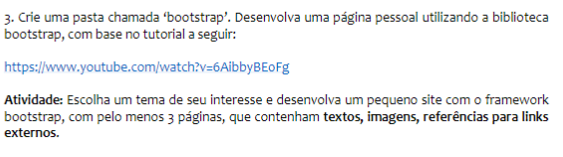 3. Crie uma pasta chamada ‘bootstrap’. Desenvolva uma página pessoal utilizando a biblioteca
bootstrap, com base no tutorial a seguir:
https://www.youtube.com/watch?v=6AibbyBEoFg
Atividade: Escolha um tema de seu interesse e desenvolva um pequeno site com o framework
bootstrap, com pelo menos 3 páginas, que contenham textos, imagens, referências para links
externos.